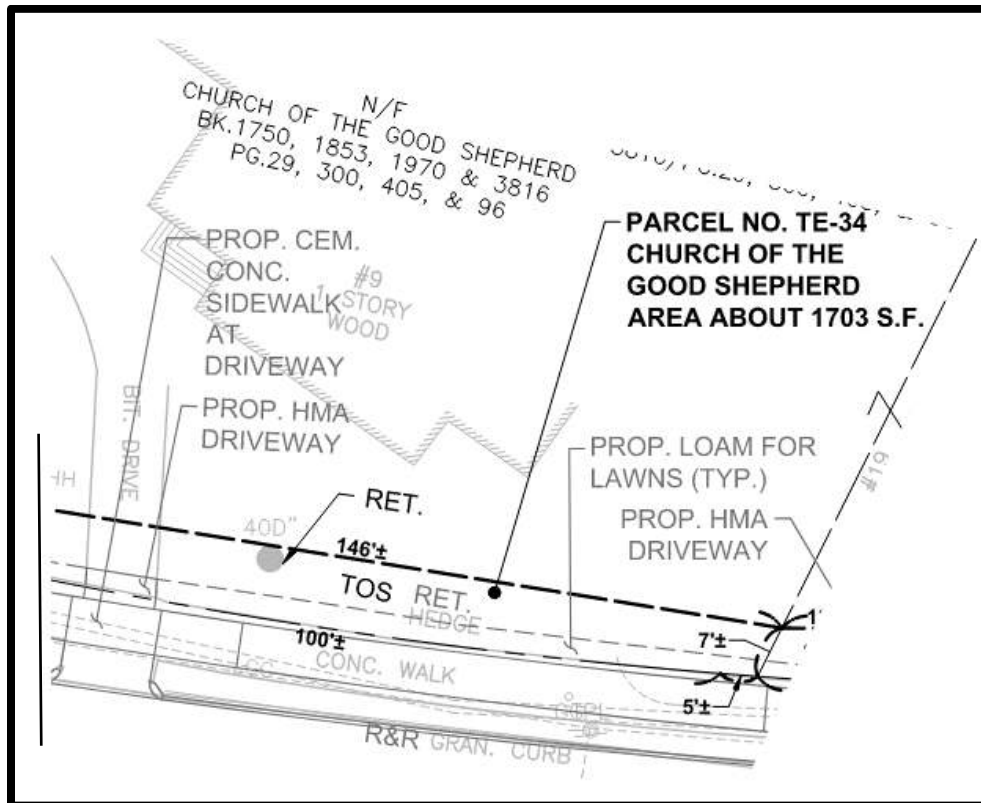 N/F
CHURCH OF THE GOOD SHEPHERD
BK.1750, 1853, 1970 & 3816
PG.29, 300, 405, & 96
PARCEL NO. TE-34
CHURCH OF THE
GOOD SHEPHERD
AREA ABOUT 1703 S.F.
PROP. CEM.
CONC.
SIDEWALK
AT
DRIVEWAY
#9
1 STORY
WOOD
PROP. HMA
DRIVEWAY
BIT. DRIVE
HH
RET.
40D"
146'±
TOS
RET.
HEDGE
100'±
CONC. WALK
PROP. LOAM FOR
LAWNS (TYP.)
PROP. HMA
DRIVEWAY
#19
7'±
5'±
R&R GRAN. CURB